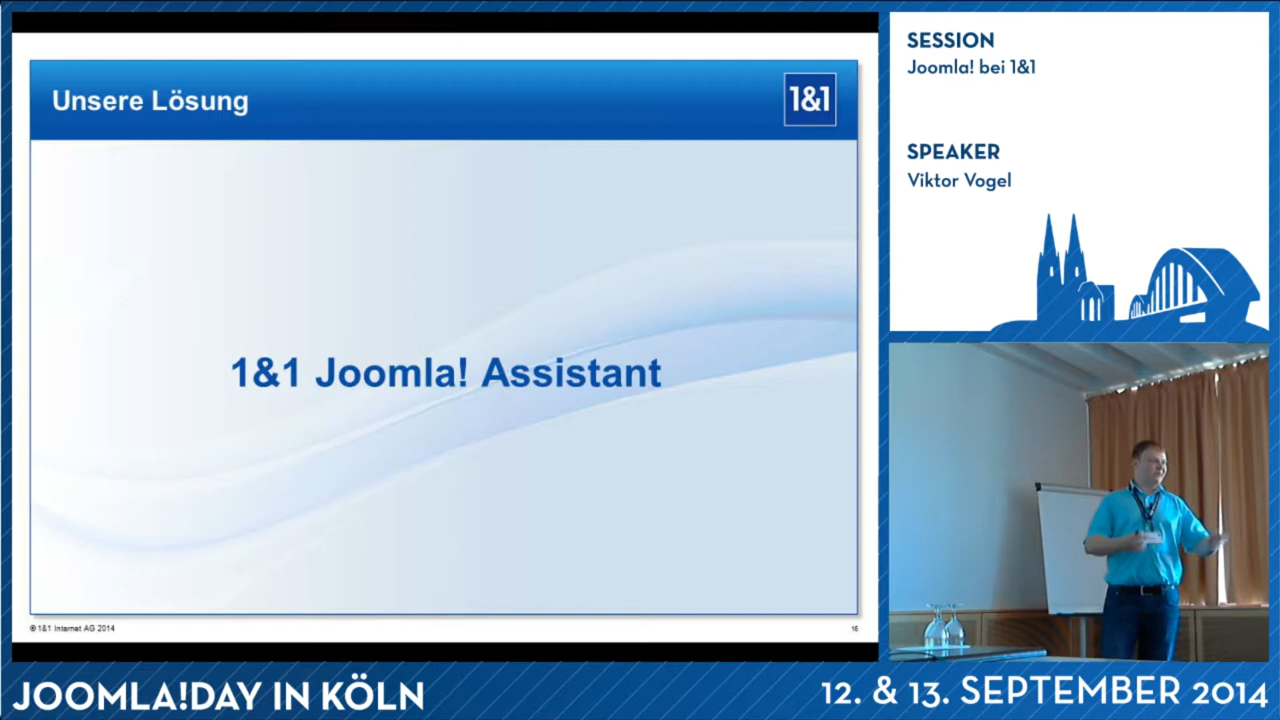 Unsere Lösung
1&1
1&1 Joomla! Assistant
© 1&1 Internet AG 2014
16
SESSION
Joomla! bei 1&1
SPEAKER
Viktor Vogel
JOOMLA!DAY IN KÖLN
12. & 13. SEPTEMBER 2014